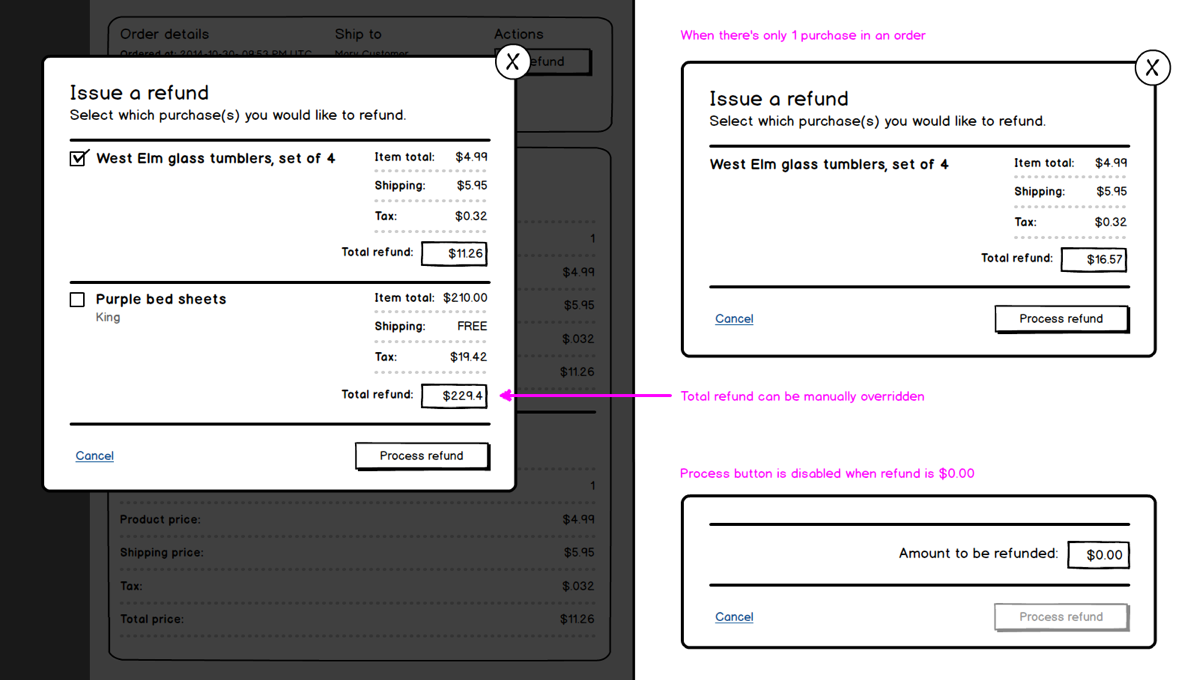 Order details
Ship to
Actions
Ordered at: 2014-10-20- 09:52 PM UTC
Mary Customer
efund
X
Issue a refund
Select which purchase(s) you would like to refund.
West Elm glass tumblers, set of 4
Item total: $4.99
Shipping: $5.95
Tax: $0.32
Total refund: $11.26
Purple bed sheets
King
Item total: $210.00
Shipping: FREE
Tax: $19.42
Total refund: $229.4
Cancel
Process refund
1
$4.99
$5.95
$.032
$11.26
1
Product price: $4.99
Shipping price: $5.95
Tax: $.032
Total price: $11.26
When there's only 1 purchase in an order
X
Issue a refund
Select which purchase(s) you would like to refund.
West Elm glass tumblers, set of 4
Item total: $4.99
Shipping: $5.95
Tax: $0.32
Total refund: $16.57
Cancel
Process refund
Total refund can be manually overridden
Process button is disabled when refund is $0.00
Amount to be refunded: $0.00
Cancel
Process refund